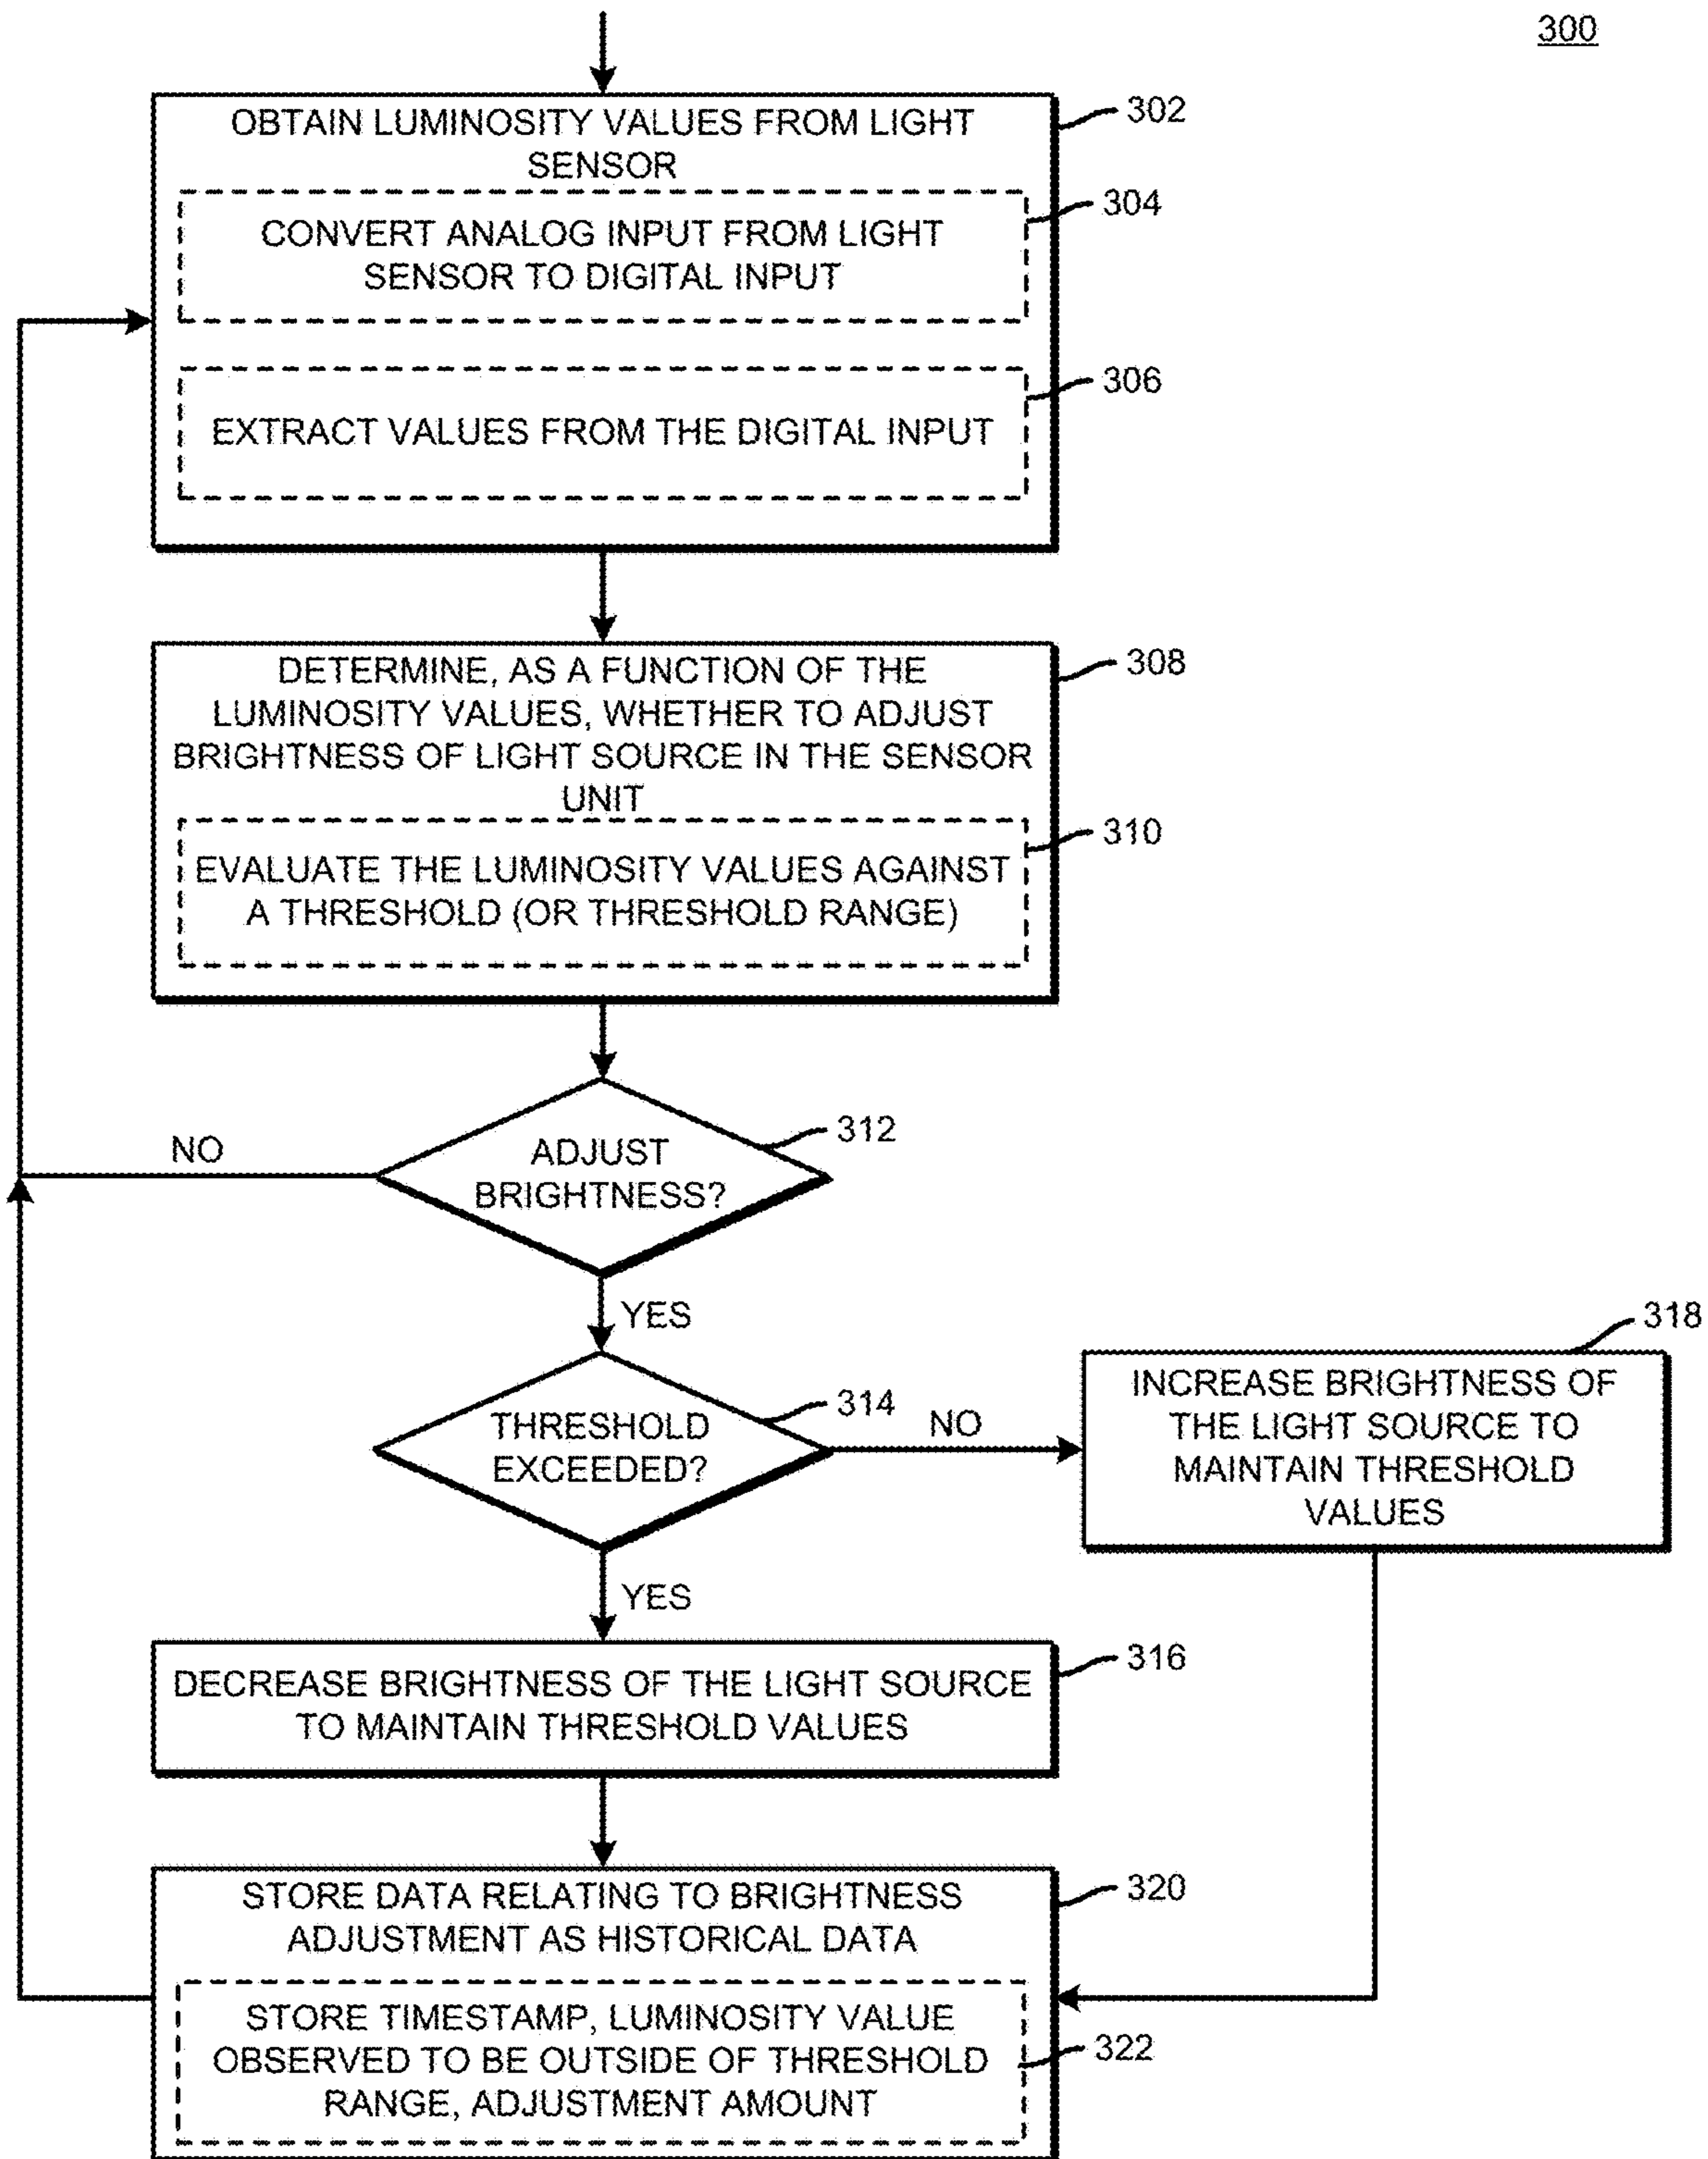 300
302
OBTAIN LUMINOSITY VALUES FROM LIGHT
SENSOR
304
CONVERT ANALOG INPUT FROM LIGHT
SENSOR TO DIGITAL INPUT
306
EXTRACT VALUES FROM THE DIGITAL INPUT
308
DETERMINE, AS A FUNCTION OF THE
LUMINOSITY VALUES, WHETHER TO ADJUST
BRIGHTNESS OF LIGHT SOURCE IN THE SENSOR
UNIT
310
EVALUATE THE LUMINOSITY VALUES AGAINST
A THRESHOLD (OR THRESHOLD RANGE)
312
NO
ADJUST
BRIGHTNESS?
YES
314
THRESHOLD
EXCEEDED?
NO
318
INCREASE BRIGHTNESS OF
THE LIGHT SOURCE TO
MAINTAIN THRESHOLD
VALUES
YES
316
DECREASE BRIGHTNESS OF THE LIGHT SOURCE
TO MAINTAIN THRESHOLD VALUES
320
STORE DATA RELATING TO BRIGHTNESS
ADJUSTMENT AS HISTORICAL DATA
322
STORE TIMESTAMP, LUMINOSITY VALUE
OBSERVED TO BE OUTSIDE OF THRESHOLD
RANGE, ADJUSTMENT AMOUNT